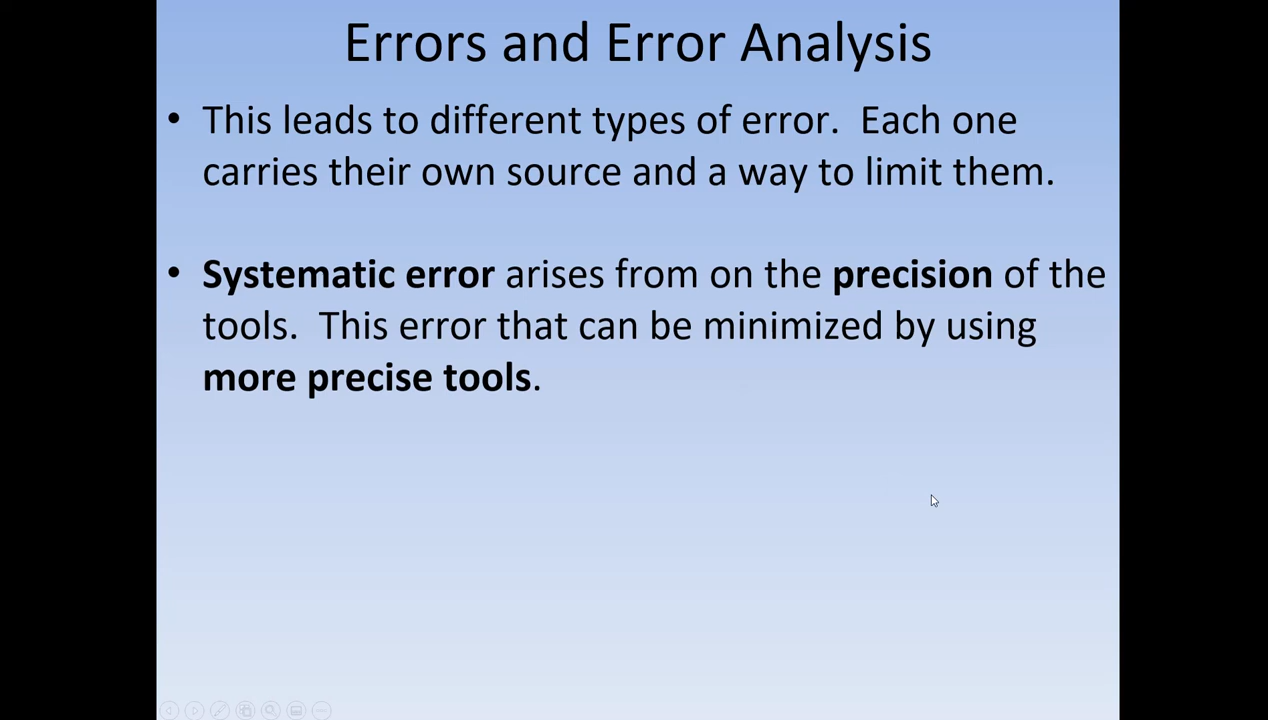 Errors and Error Analysis
• This leads to different types of error.  Each one
carries their own source and a way to limit them.
• Systematic error arises from on the precision of the
tools.  This error that can be minimized by using
more precise tools.